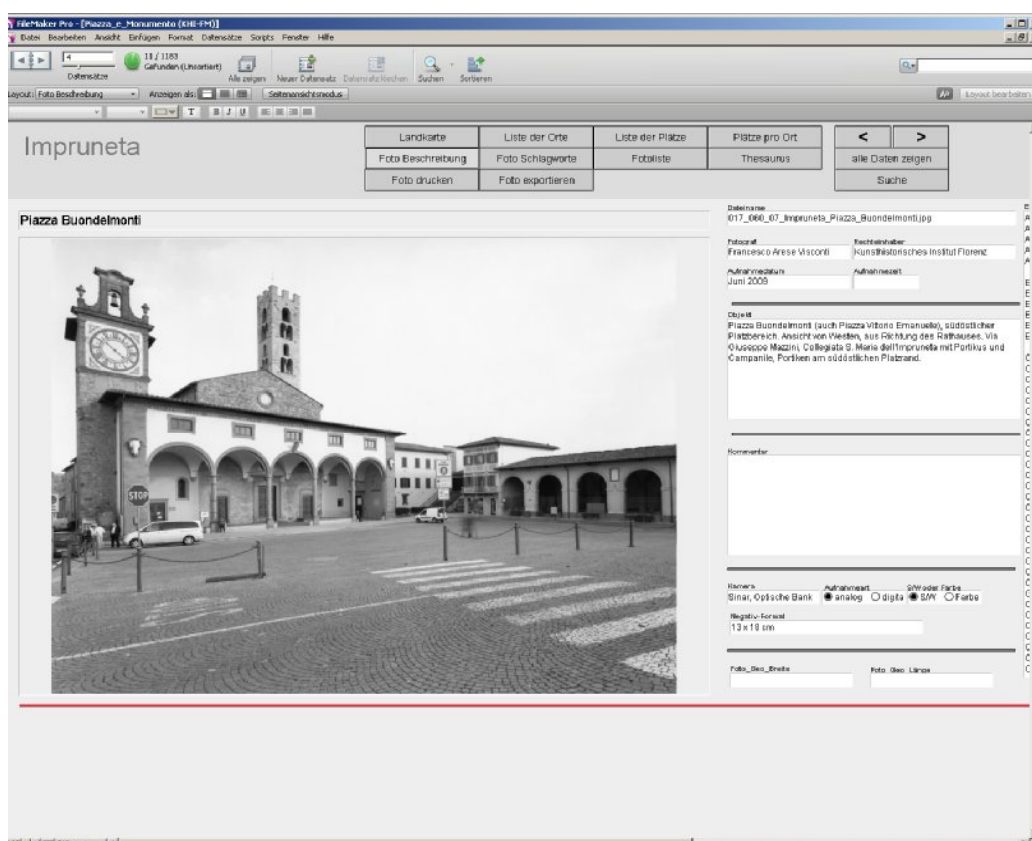 FileMaker Pro - [Piazza_e_Monumento (KHI-FM)]
Datei Bearbeiten Ansicht Einfügen Format Datensätze Scripts Fenster Hilfe
4
11 / 1183
Gefunden (Unsortiert)
Datensätze
Alle zeigen Neuer Datensatz Datensatz löschen Suchen Sortieren
Layout: Foto Beschreibung Anzeigen als: Seitenansichtsmodus
Layout bearbeiten
T B I U
Impruneta
Landkarte Liste der Orte Liste der Plätze Plätze pro Ort < >
Foto Beschreibung Foto Schlagworte Fotoliste Thesaurus alle Daten zeigen
Foto drucken Foto exportieren Suche
Piazza Buondelmonti
STOP
Dateiname
017_060_07_Impruneta_Piazza_Buondelmonti.jpg
Fotograf Rechteinhaber
Francesco Arese Visconti Kunsthistorisches Institut Florenz
Aufnahmedatum Aufnahmezeit
Juni 2009
Objekt
Piazza Buondelmonti (auch Piazza Vittorio Emanuele), südöstlicher
Platzbereich. Ansicht von Westen, aus Richtung des Rathauses. Via
Giuseppe Mazzini, Collegiata S. Maria dell'Impruneta mit Portikus und
Campanile, Portiken am südöstlichen Platzrand.
Kommentar
Kamera Aufnahmeart S/W oder Farbe
Sinar, Optische Bank analog digita S/W Farbe
Negativ-Format
13 x 18 cm
Foto_Geo_Breite Foto_Geo_Länge